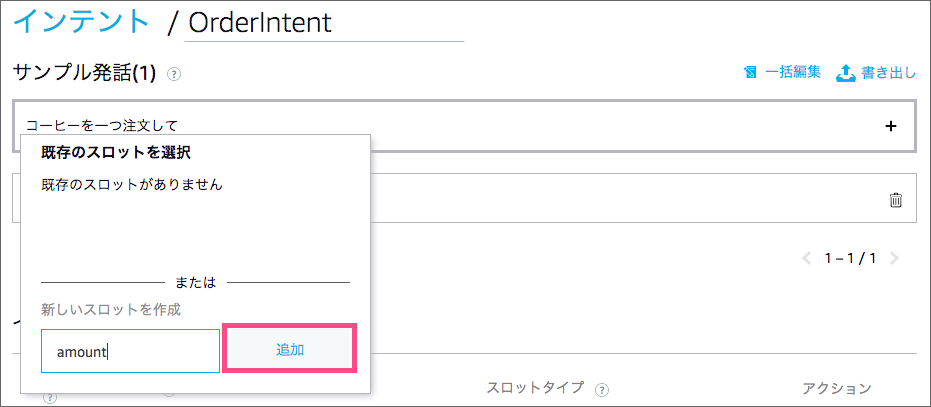 インテント / OrderIntent
サンプル発話(1) ?
一括編集 書き出し
コーヒーを一つ注文して +
既存のスロットを選択
既存のスロットがありません
1 – 1 / 1
または
新しいスロットを作成
amount 追加
? スロットタイプ ? アクション